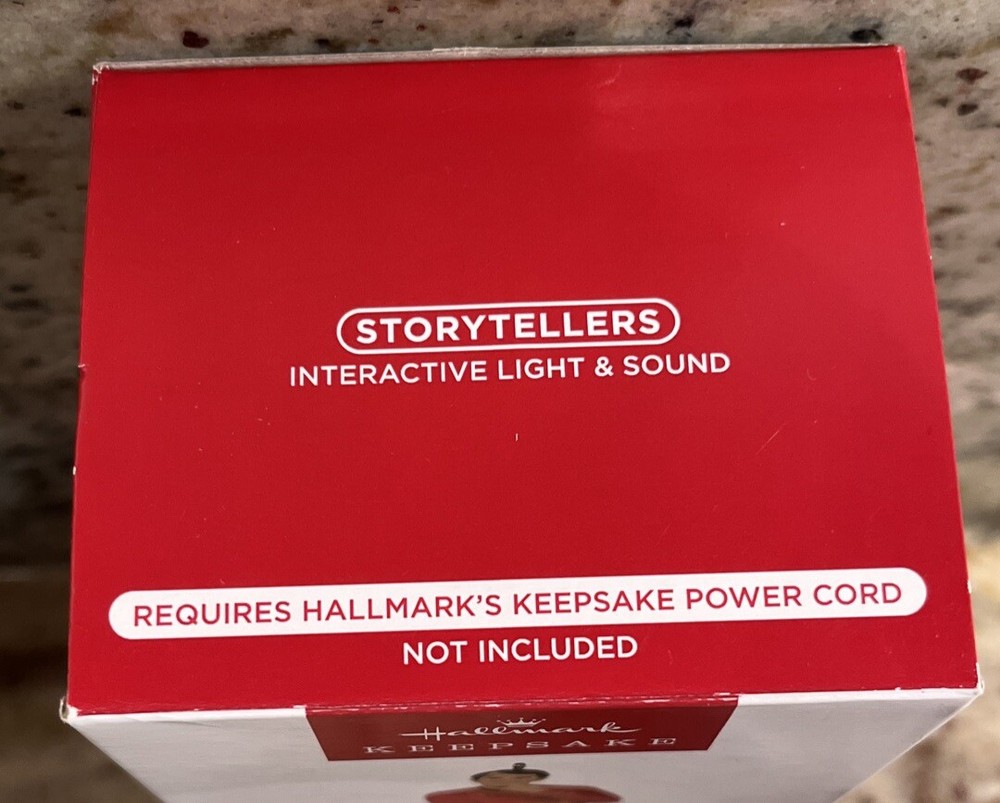 STORYTELLERS
INTERACTIVE LIGHT & SOUND
REQUIRES HALLMARK'S KEEPSAKE POWER CORD
NOT INCLUDED
Hallmark
KEEPSAKE